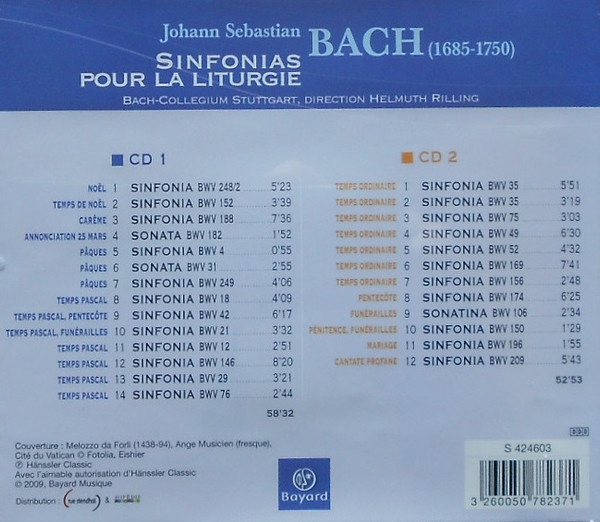 Johann Sebastian BACH (1685-1750)
SINFONIAS
POUR LA LITURGIE
BACH-COLLEGIUM STUTTGART, DIRECTION HELMUTH RILLING
CD 1
NOËL 1 SINFONIA BWV 248/2 5'23
TEMPS DE NOËL 2 SINFONIA BWV 152 3'39
CARÊME 3 SINFONIA BWV 188 7'36
ANNONCIATION 25 MARS 4 SONATA BWV 182 1'52
PÂQUES 5 SINFONIA BWV 4 0'55
PÂQUES 6 SONATA BWV 31 2'55
PÂQUES 7 SINFONIA BWV 249 4'06
TEMPS PASCAL 8 SINFONIA BWV 18 4'09
TEMPS PASCAL, PENTECÔTE 9 SINFONIA BWV 42 6'17
TEMPS PASCAL, FUNÉRAILLES 10 SINFONIA BWV 21 3'32
TEMPS PASCAL 11 SINFONIA BWV 12 2'51
TEMPS PASCAL 12 SINFONIA BWV 146 8'20
TEMPS PASCAL 13 SINFONIA BVV 29 3'21
TEMPS PASCAL 14 SINFONIA BWV 76 2'44
58'32
CD 2
TEMPS ORDINAIRE 1 SINFONIA BWV 35 5'51
TEMPS ORDINAIRE 2 SINFONIA BWV 35 3'19
TEMPS ORDINAIRE 3 SINFONIA BWV 75 3'03
TEMPS ORDINAIRE 4 SINFONIA BWV 49 6'30
TEMPS ORDINAIRE 5 SINFONIA BWV 52 4'32
TEMPS ORDINAIRE 6 SINFONIA BWV 169 7'41
TEMPS ORDINAIRE 7 SINFONIA BWV 156 2'48
PENTECÔTE 8 SINFONIA BWV 174 6'25
FUNÉRAILLES 9 SONATINA BWV 106 2'34
PÉNITENCE, FUNÉRAILLES 10 SINFONIA BWV 150 1'29
MARIAGE 11 SINFONIA BWV 196 1'55
CANTATE PROFANE 12 SINFONIA BWV 209 5'43
52'53
Couverture : Melozzo da Forli (1438-94), Ange Musicien (fresque),
Cité du Vatican © Fotolia, Eishier
℗ Hänssler Classic
Avec l'aimable autorisation d'Hänssler Classic
© 2009, Bayard Musique
Distribution : rue stendhal &
Bayard
DDD
S 424603
3 260050 782371